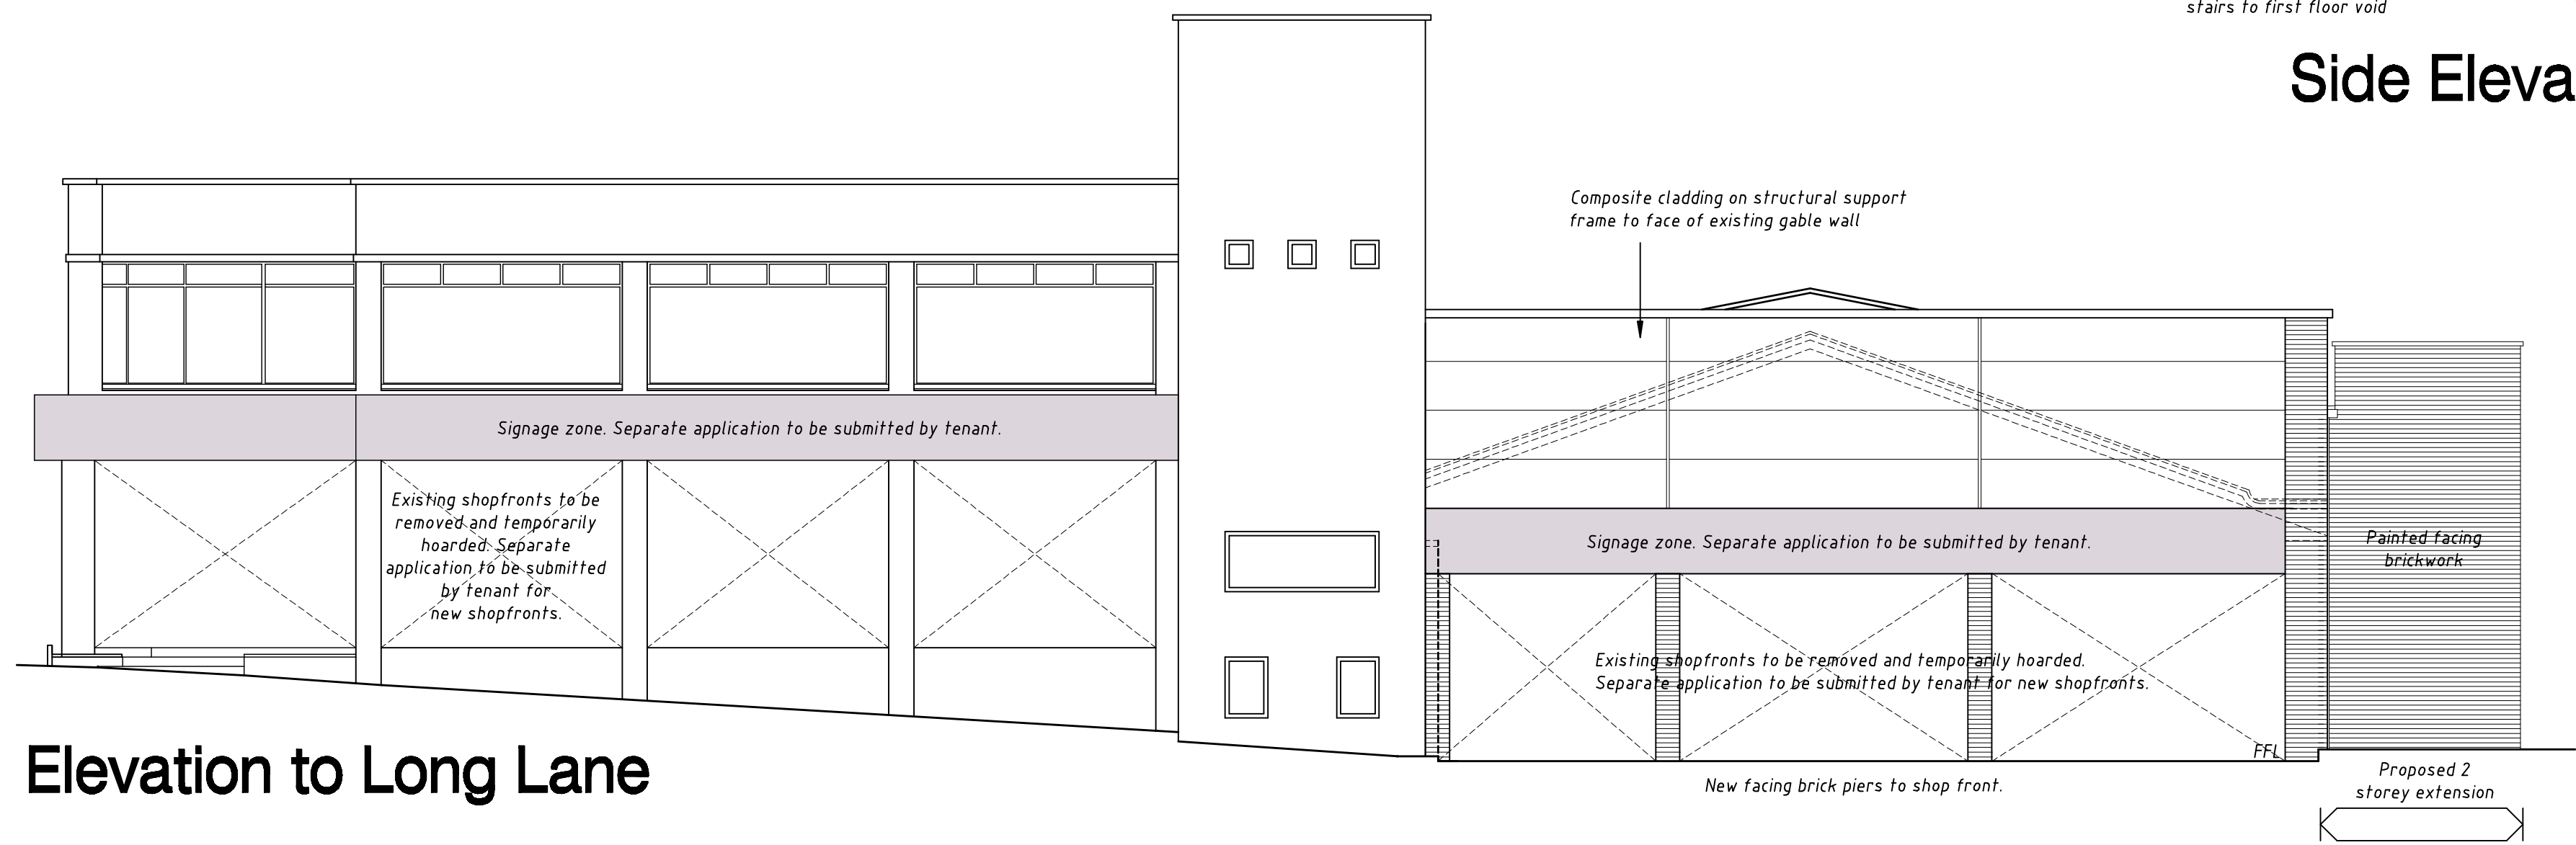 stairs to first floor void
Side Eleva
Composite cladding on structural support
frame to face of existing gable wall
Signage zone. Separate application to be submitted by tenant.
Existing shopfronts to be
removed and temporarily
hoarded. Separate
application to be submitted
by tenant for
new shopfronts.
Signage zone. Separate application to be submitted by tenant.
Painted facing
brickwork
Existing shopfronts to be removed and temporarily hoarded.
Separate application to be submitted by tenant for new shopfronts.
FFL
Elevation to Long Lane
New facing brick piers to shop front.
Proposed 2
storey extension